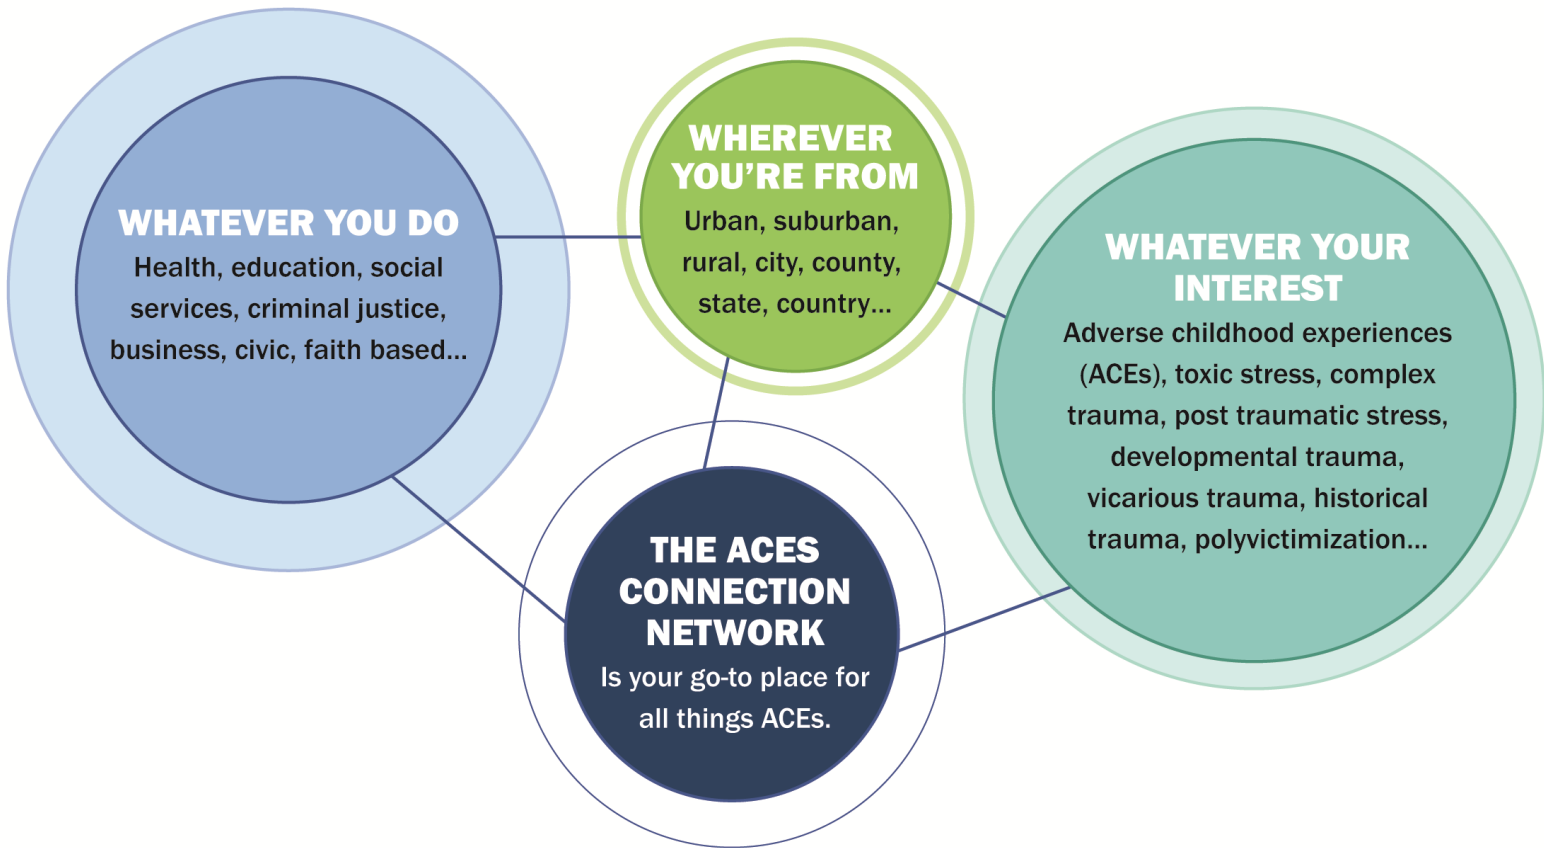 WHATEVER YOU DO
Health, education, social
services, criminal justice,
business, civic, faith based...
WHEREVER
YOU’RE FROM
Urban, suburban,
rural, city, county,
state, country...
WHATEVER YOUR
INTEREST
Adverse childhood experiences
(ACEs), toxic stress, complex
trauma, post traumatic stress,
developmental trauma,
vicarious trauma, historical
trauma, polyvictimization...
THE ACES
CONNECTION
NETWORK
Is your go-to place for
all things ACEs.